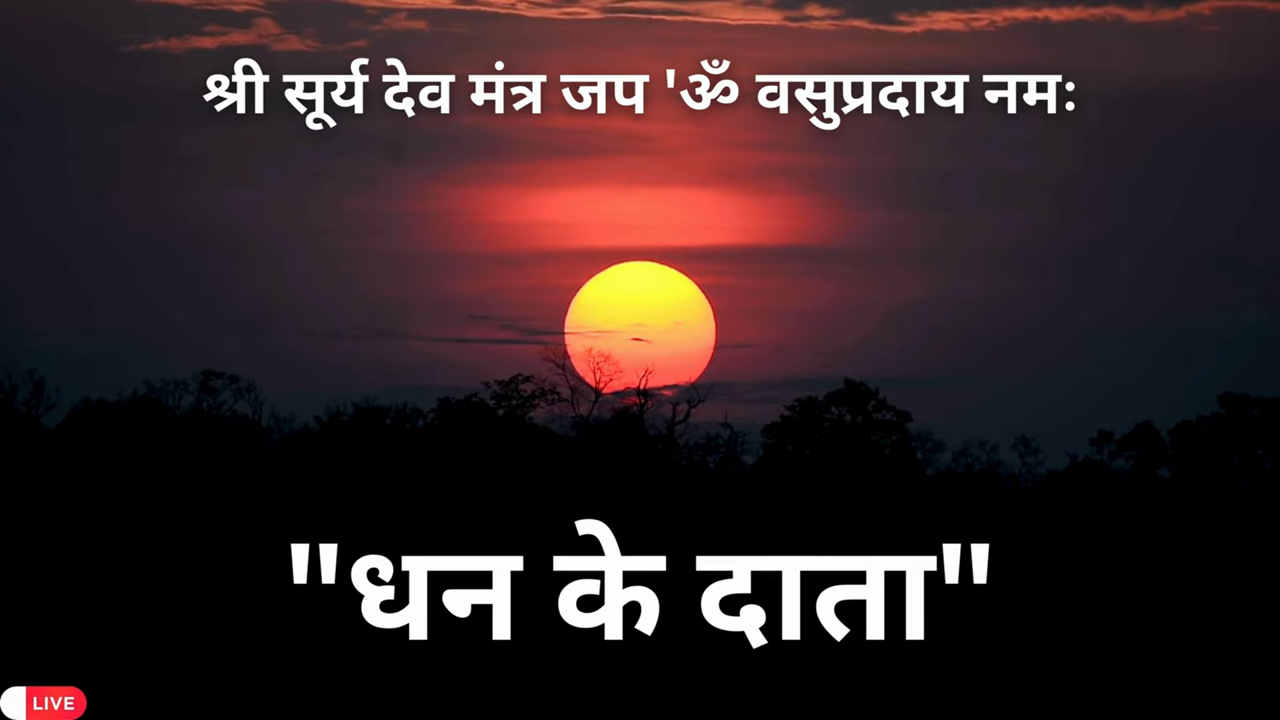 श्री सूर्य देव मंत्र जप 'ॐ वसुप्रदाय नमः
"धन के दाता"
LIVE